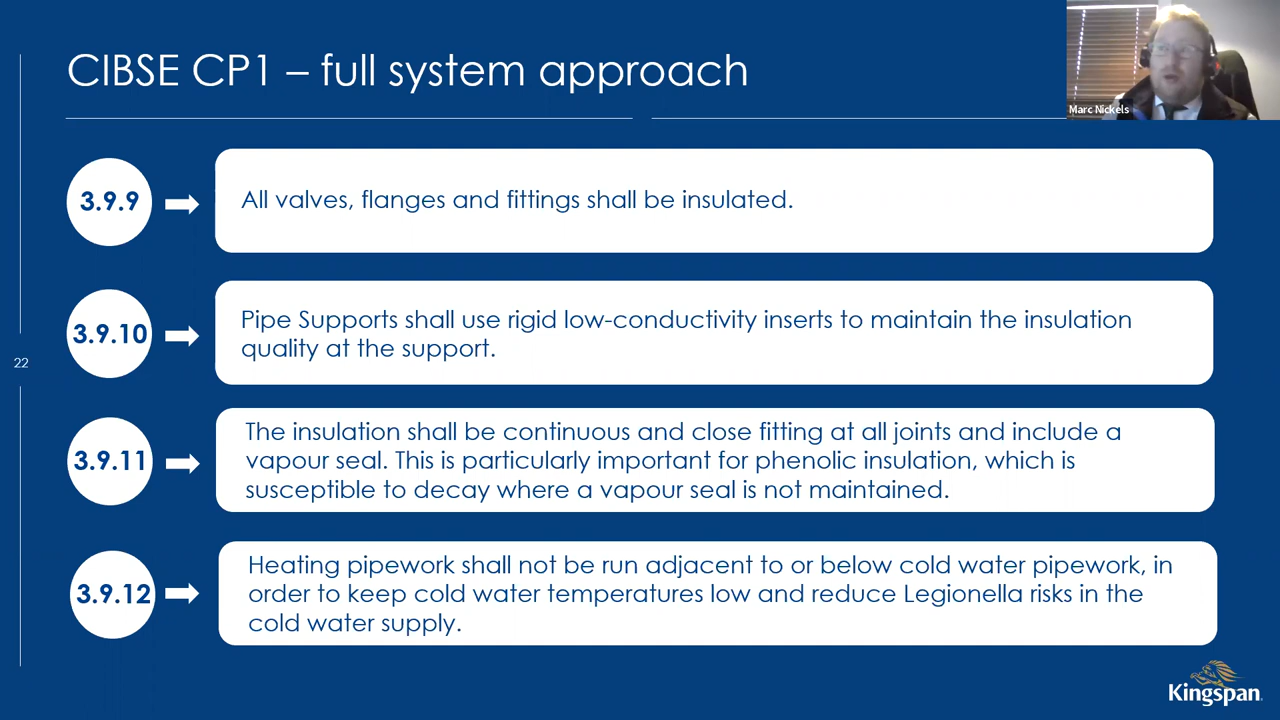 CIBSE CP1 – full system approach
Marc Nickels
3.9.9
All valves, flanges and fittings shall be insulated.
3.9.10
Pipe Supports shall use rigid low-conductivity inserts to maintain the insulation
quality at the support.
22
3.9.11
The insulation shall be continuous and close fitting at all joints and include a
vapour seal. This is particularly important for phenolic insulation, which is
susceptible to decay where a vapour seal is not maintained.
3.9.12
Heating pipework shall not be run adjacent to or below cold water pipework, in
order to keep cold water temperatures low and reduce Legionella risks in the
cold water supply.
Kingspan